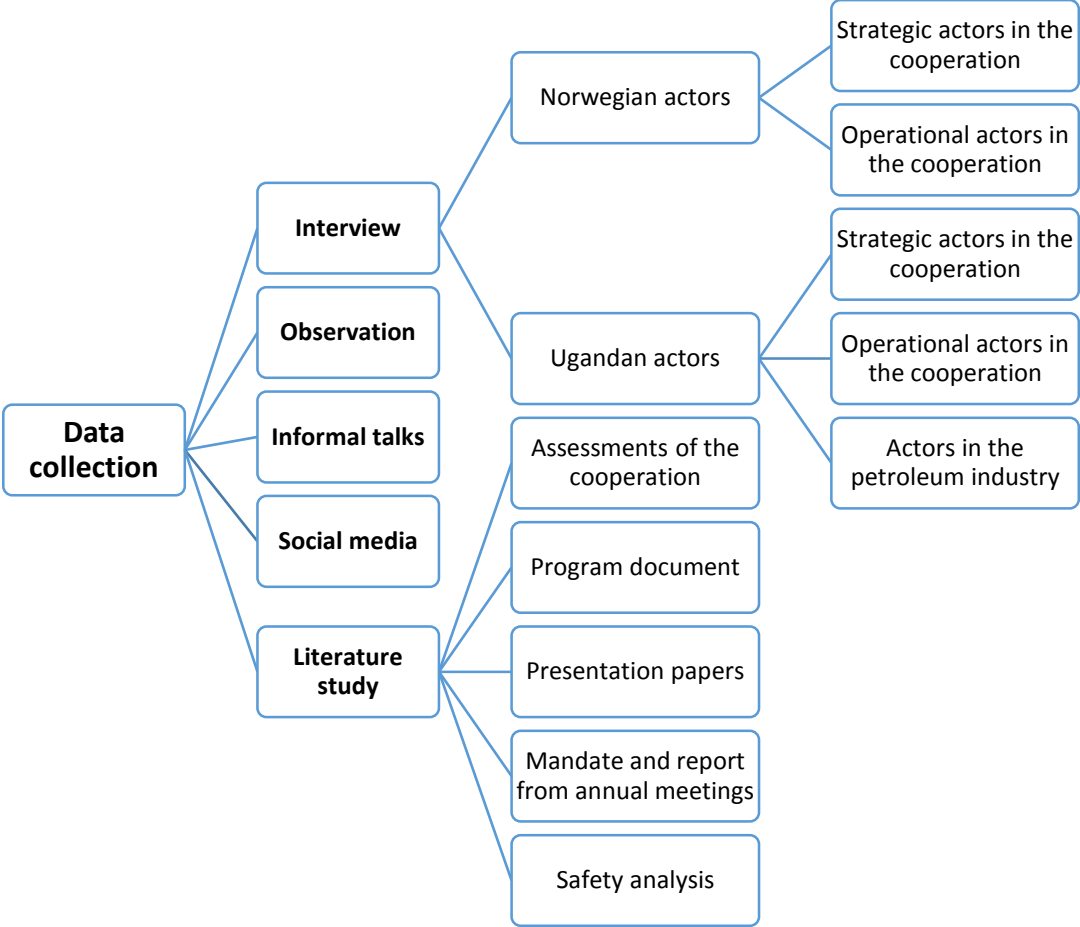 Data
collection
Interview
Observation
Informal talks
Social media
Literature
study
Norwegian actors
Ugandan actors
Assessments of the
cooperation
Program document
Presentation papers
Mandate and report
from annual meetings
Safety analysis
Strategic actors in the
cooperation
Operational actors in
the cooperation
Strategic actors in the
cooperation
Operational actors in
the cooperation
Actors in the
petroleum industry